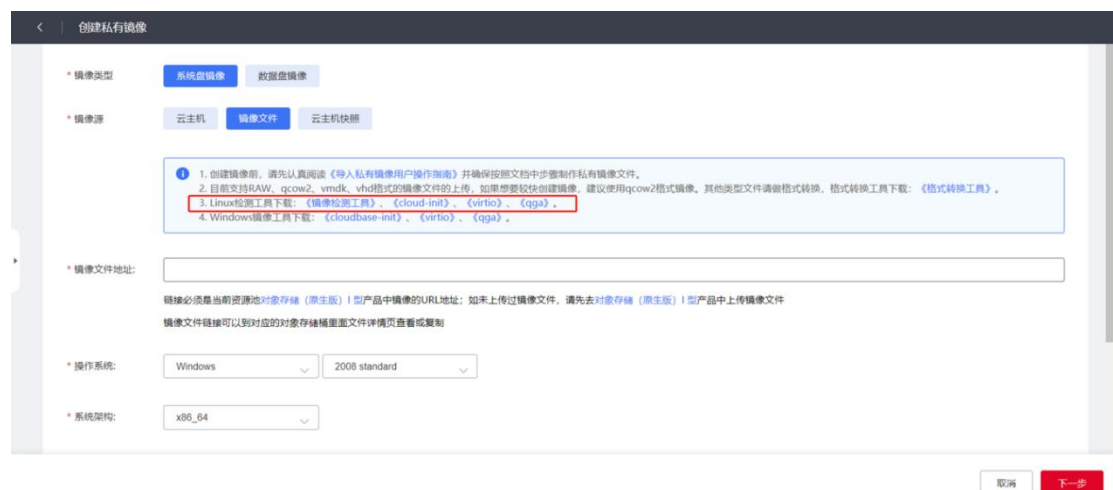 创建私有镜像
* 镜像类型 系统盘镜像 数据盘镜像
* 镜像源 云主机 镜像文件 云主机快照
1. 创建镜像前，请先认真阅读《导入私有镜像用户操作指南》并确保按照文档中步骤制作私有镜像文件。
2. 目前支持RAW、qcow2、vmdk、vhd格式的镜像文件的上传，如果想要较快创建镜像，建议使用qcow2格式镜像。其他类型文件请做格式转换，格式转换工具下载：《格式转换工具》。
3. Linux检测工具下载：《镜像检测工具》、《cloud-init》、《virtio》、《qga》。
4. Windows镜像工具下载：《cloudbase-init》、《virtio》、《qga》。
* 镜像文件地址:
链接必须是当前资源池对象存储（原生版）I 型产品中镜像的URL地址；如未上传过镜像文件，请先去对象存储（原生版）I 型产品中上传镜像文件
镜像文件链接可以到对应的对象存储桶里面文件详情页查看或复制
* 操作系统: Windows 2008 standard
* 系统架构: x86_64
取消 下一步